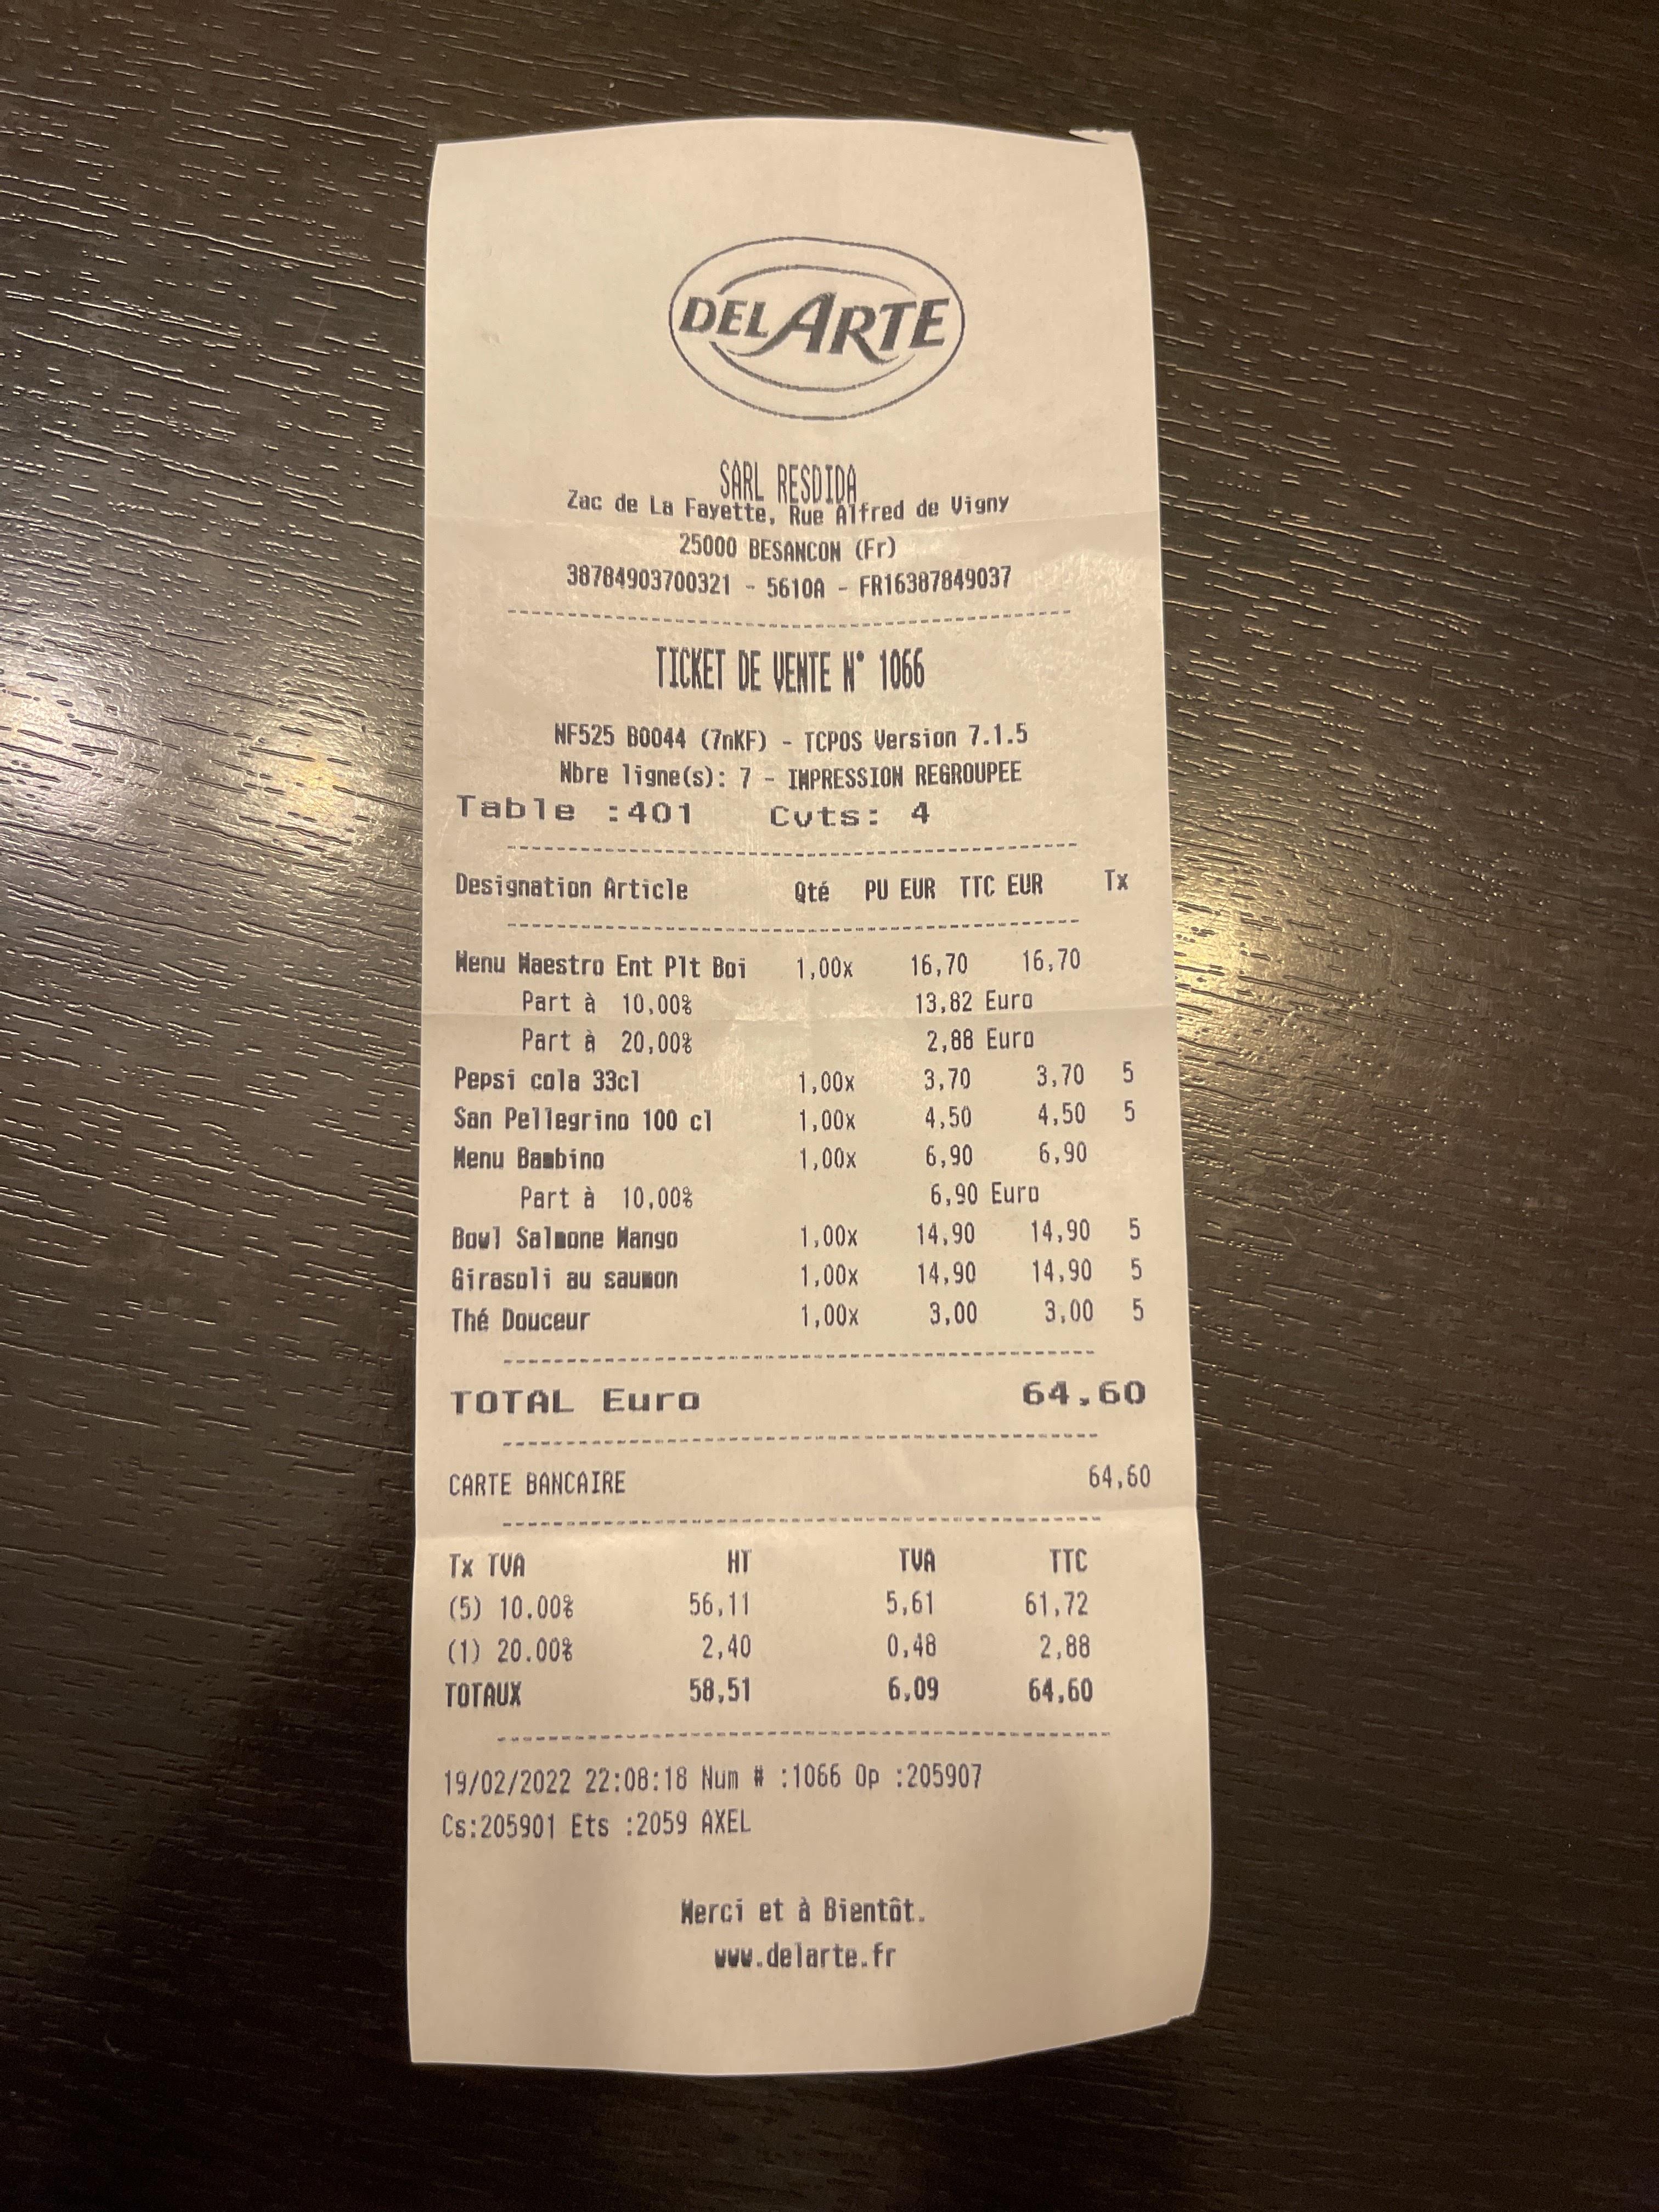 DEL ARTE
SARL RESDIDA
Zac de La Fayette, Rue Alfred de Vigny
25000 BESANCON (Fr)
38784903700321 - 5610A - FR16387849037
TICKET DE VENTE N° 1066
NF525 B0044 (7nKF) - TCPOS Version 7.1.5
Nbre ligne(s): 7 - IMPRESSION REGROUPEE
Table :401 Cvts: 4
Designation Article Qté PU EUR TTC EUR Tx
Menu Maestro Ent Plt Boi 1,00x 16,70 16,70
Part à 10,00% 13,82 Euro
Part à 20,00% 2,88 Euro
Pepsi cola 33cl 1,00x 3,70 3,70 5
San Pellegrino 100 cl 1,00x 4,50 4,50 5
Menu Bambino 1,00x 6,90 6,90
Part à 10,00% 6,90 Euro
Bowl Salmone Mango 1,00x 14,90 14,90 5
Girasoli au saumon 1,00x 14,90 14,90 5
Thé Douceur 1,00x 3,00 3,00 5
TOTAL Euro 64,60
CARTE BANCAIRE 64,60
Tx TVA HT TVA TTC
(5) 10.00% 56,11 5,61 61,72
(1) 20.00% 2,40 0,48 2,88
TOTAUX 58,51 6,09 64,60
19/02/2022 22:08:18 Num # :1066 Op :205907
Cs:205901 Ets :2059 AXEL
Merci et à Bientôt.
www.delarte.fr